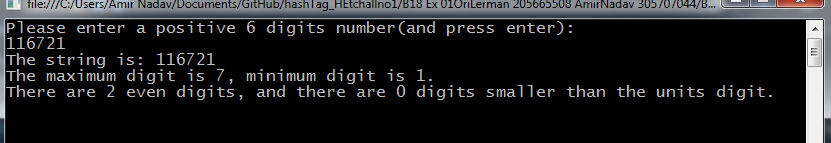 file:///C:/Users/Amir Nadav/Documents/GitHub/hashTag_HEtchallno1/B18 Ex 01OriLerman 205665508 AmirNadav 305707044/B...
Please enter a positive 6 digits number(and press enter):
116721
The string is: 116721
The maximum digit is 7, minimum digit is 1.
There are 2 even digits, and there are 0 digits smaller than the units digit.